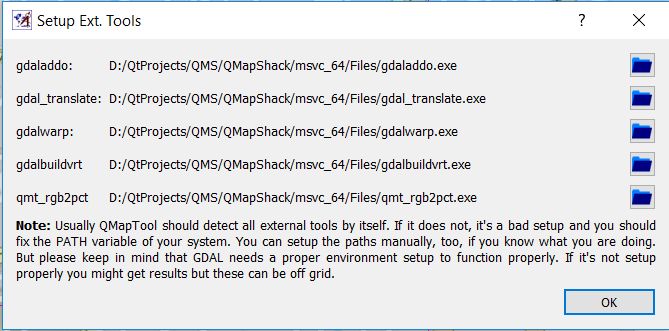 Setup Ext. Tools
gdaladdo: D:/QtProjects/QMS/QMapShack/msvc_64/Files/gdaladdo.exe
gdal_translate: D:/QtProjects/QMS/QMapShack/msvc_64/Files/gdal_translate.exe
gdalwarp: D:/QtProjects/QMS/QMapShack/msvc_64/Files/gdalwarp.exe
gdalbuildvrt D:/QtProjects/QMS/QMapShack/msvc_64/Files/gdalbuildvrt.exe
qmt_rgb2pct D:/QtProjects/QMS/QMapShack/msvc_64/Files/qmt_rgb2pct.exe
Note: Usually QMapTool should detect all external tools by itself. If it does not, it's a bad setup and you should
fix the PATH variable of your system. You can setup the paths manually, too, if you know what you are doing.
But please keep in mind that GDAL needs a proper environment setup to function properly. If it's not setup
properly you might get results but these can be off grid.
OK